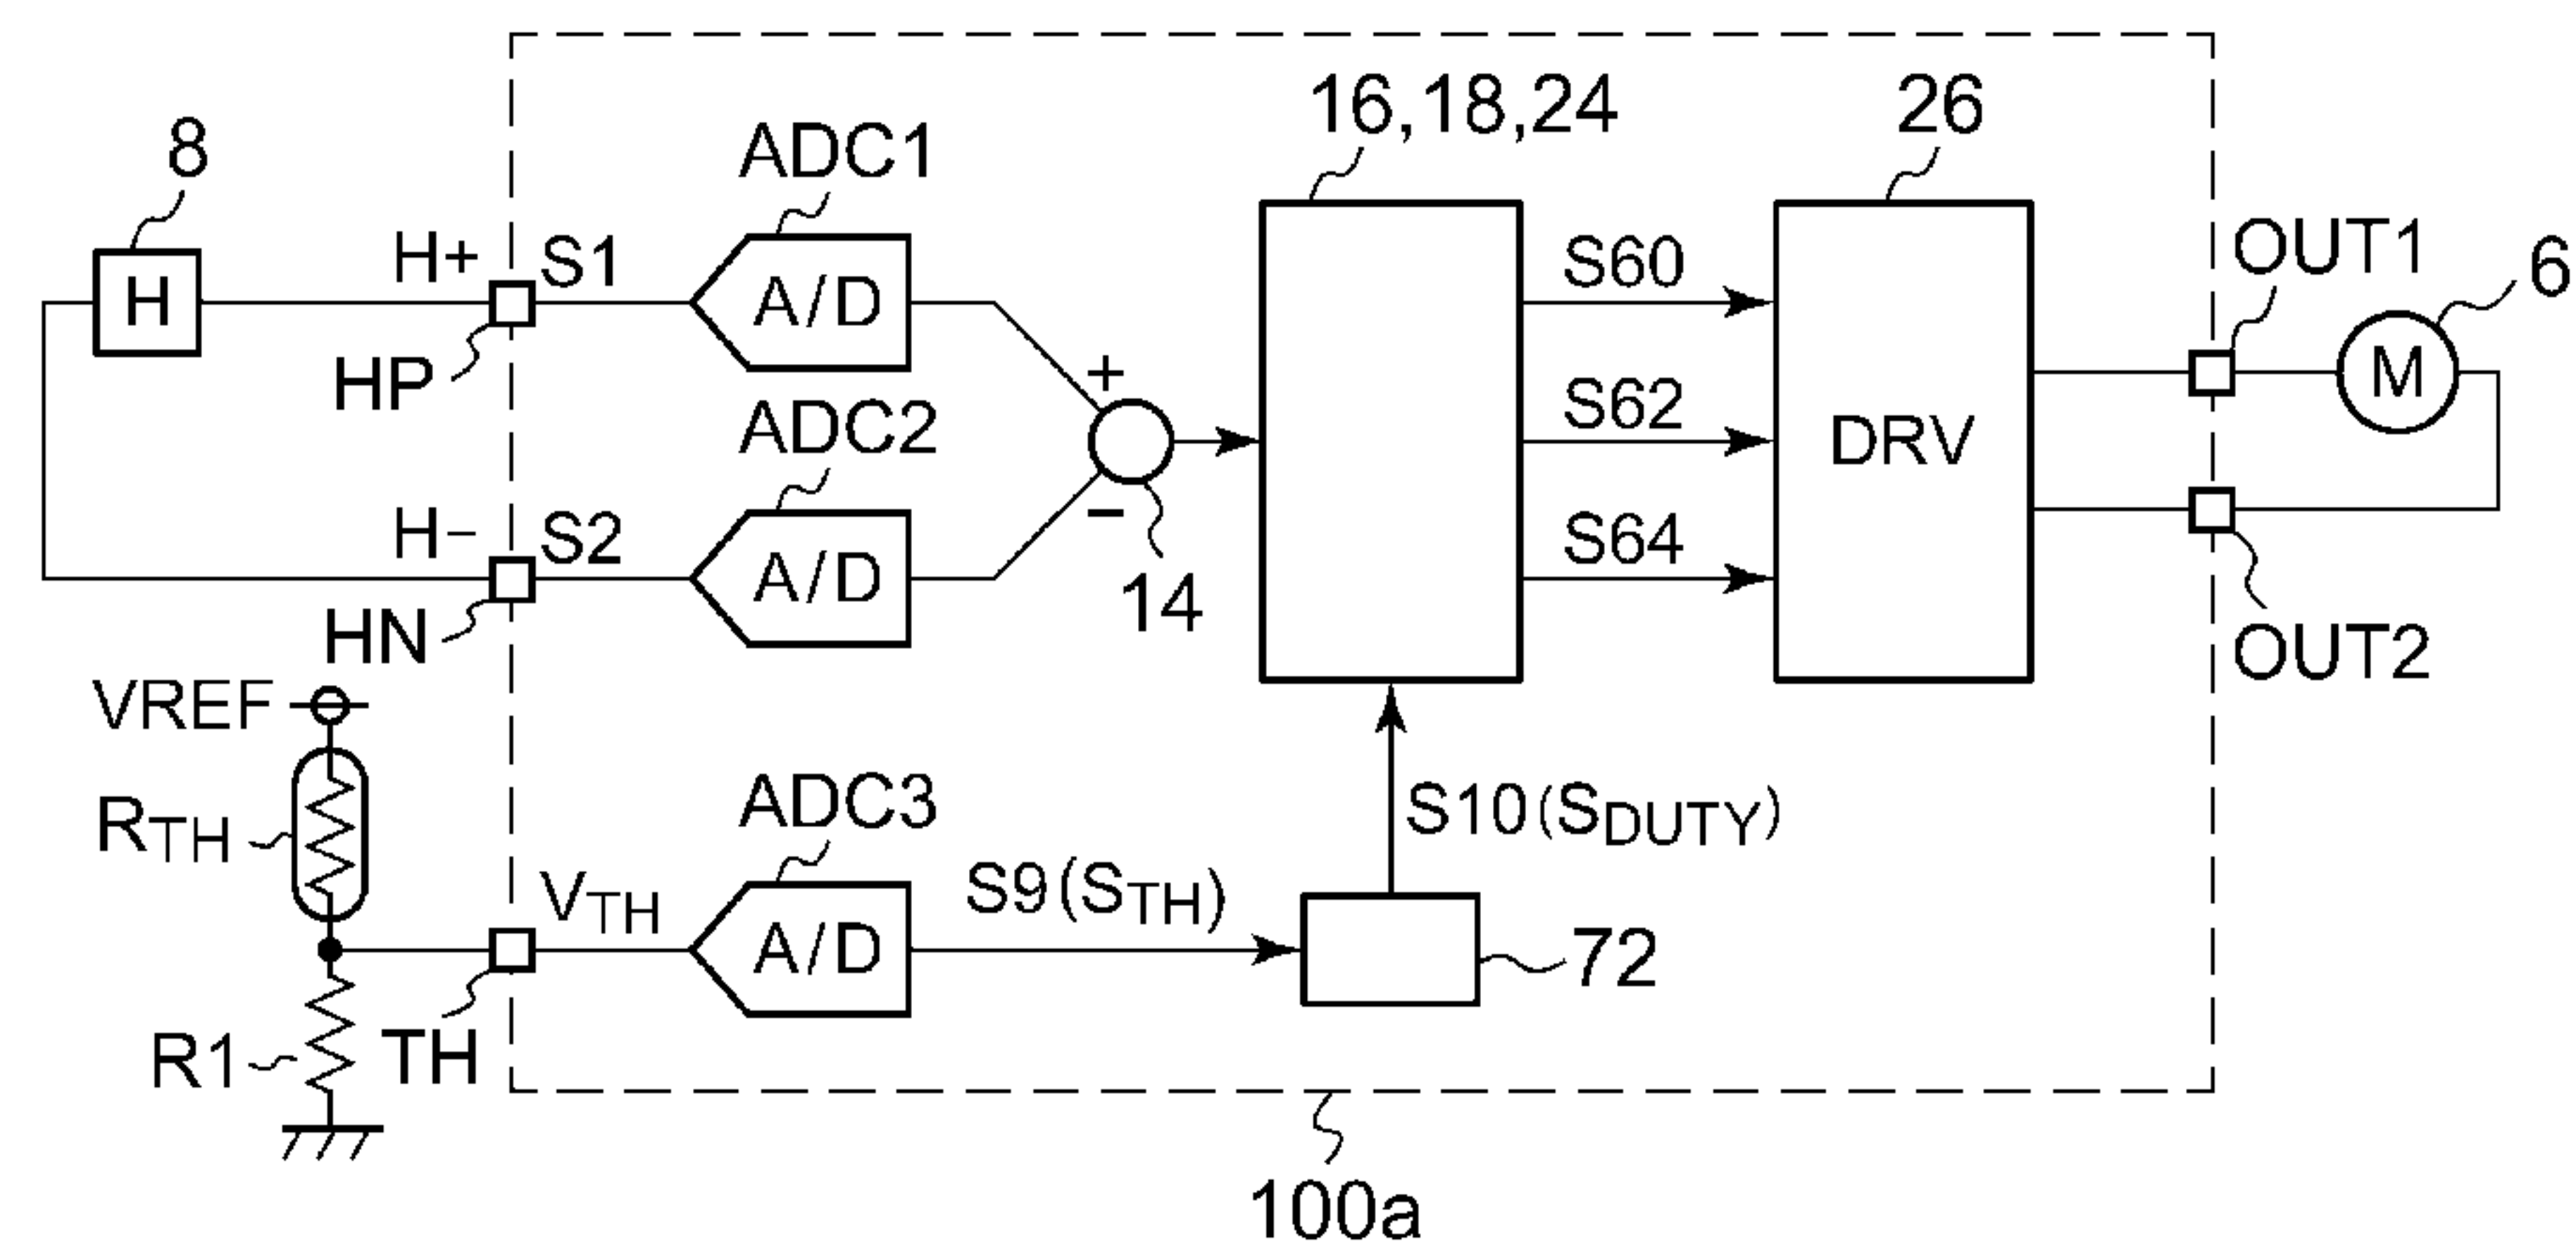 16,18,24
26
8
ADC1
H+
S1
S60
OUT1
6
H
A/D
HP
+
M
ADC2
S62
DRV
H−
S2
S64
A/D
−
14
HN
OUT2
VREF
RTH
ADC3
S10(SDUTY)
VTH
S9(STH)
A/D
72
R1
TH
100a